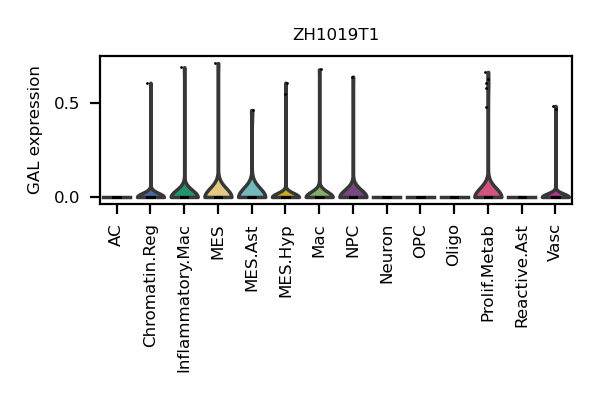 ZH1019T1
GAL expression
0.5
0.0
AC
Chromatin.Reg
Inflammatory.Mac
MES
MES.Ast
MES.Hyp
Mac
NPC
Neuron
OPC
Oligo
Prolif.Metab
Reactive.Ast
Vasc